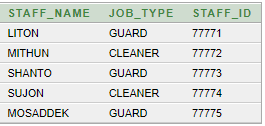 STAFF_NAME JOB_TYPE STAFF_ID
LITON GUARD 77771
MITHUN CLEANER 77772
SHANTO GUARD 77773
SUJON CLEANER 77774
MOSADDEK GUARD 77775